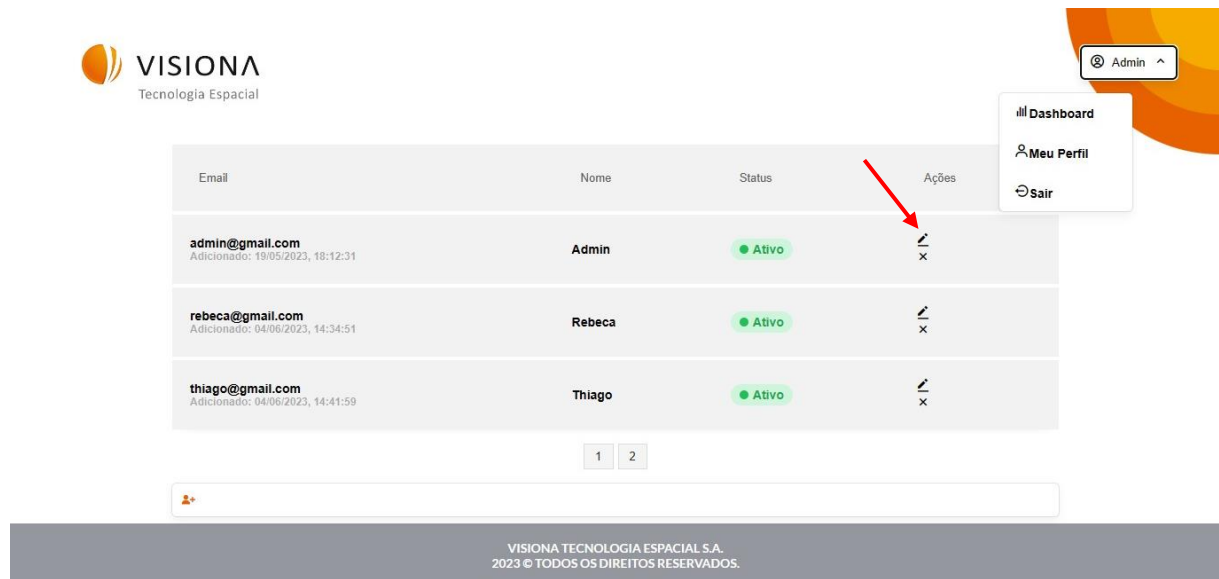 VISIONA
Tecnologia Espacial
Admin
Dashboard
Meu Perfil
Sair
Email Nome Status Ações
admin@gmail.com
Adicionado: 19/05/2023, 18:12:31
Admin Ativo
rebeca@gmail.com
Adicionado: 04/06/2023, 14:34:51
Rebeca Ativo
thiago@gmail.com
Adicionado: 04/06/2023, 14:41:59
Thiago Ativo
1 2
VISIONA TECNOLOGIA ESPACIAL S.A.
2023 © TODOS OS DIREITOS RESERVADOS.